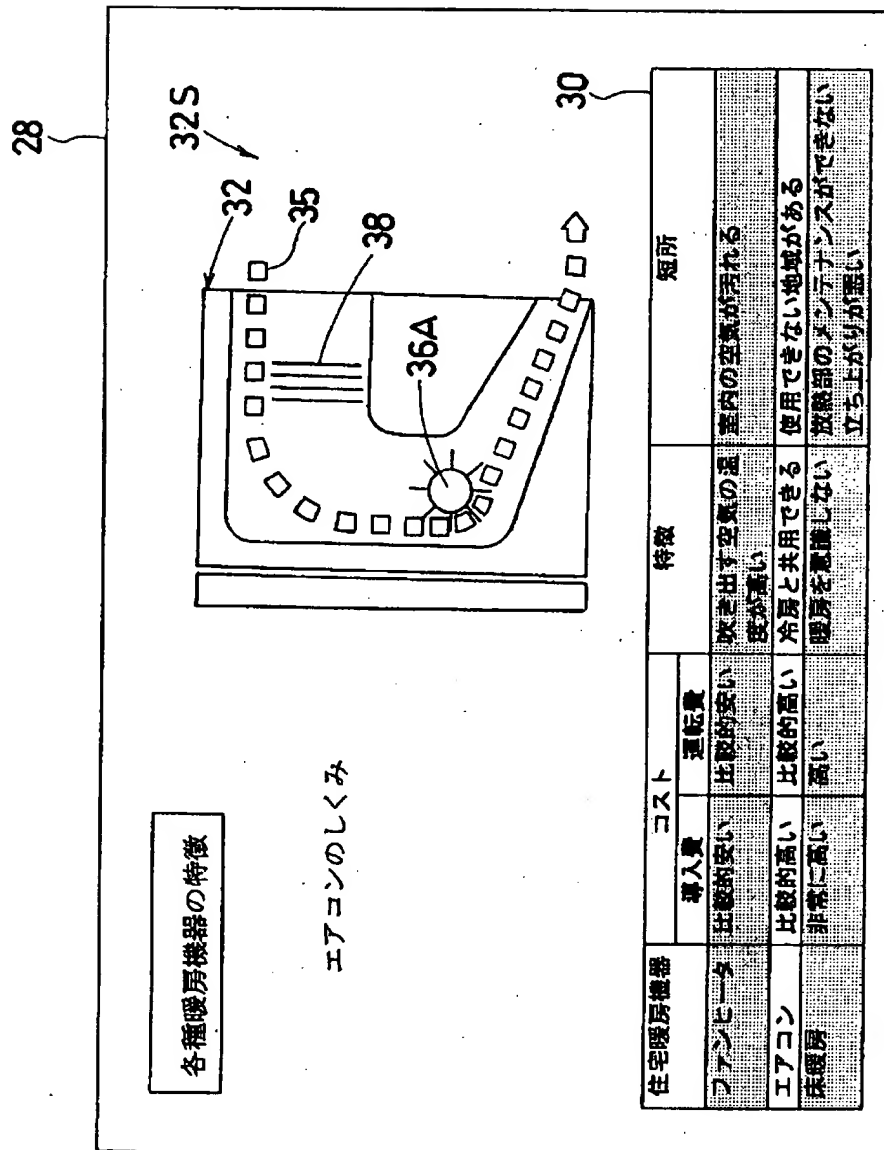 28
各種暖房機器の特徴
エアコンのしくみ
32S
32
35
38
36A
30
住宅暖房機器 コスト 特徴 短所
導入費 運転費
ファンヒータ 比較的安い 比較的安い 吹き出す空気の温 室内の空気が汚れる
度が高い
エアコン 比較的高い 比較的高い 冷房と共用できる 使用できない地域がある
床暖房 非常に高い 高い 暖房を意識しない 放熱部のメンテナンスができない
立ち上がりが悪い